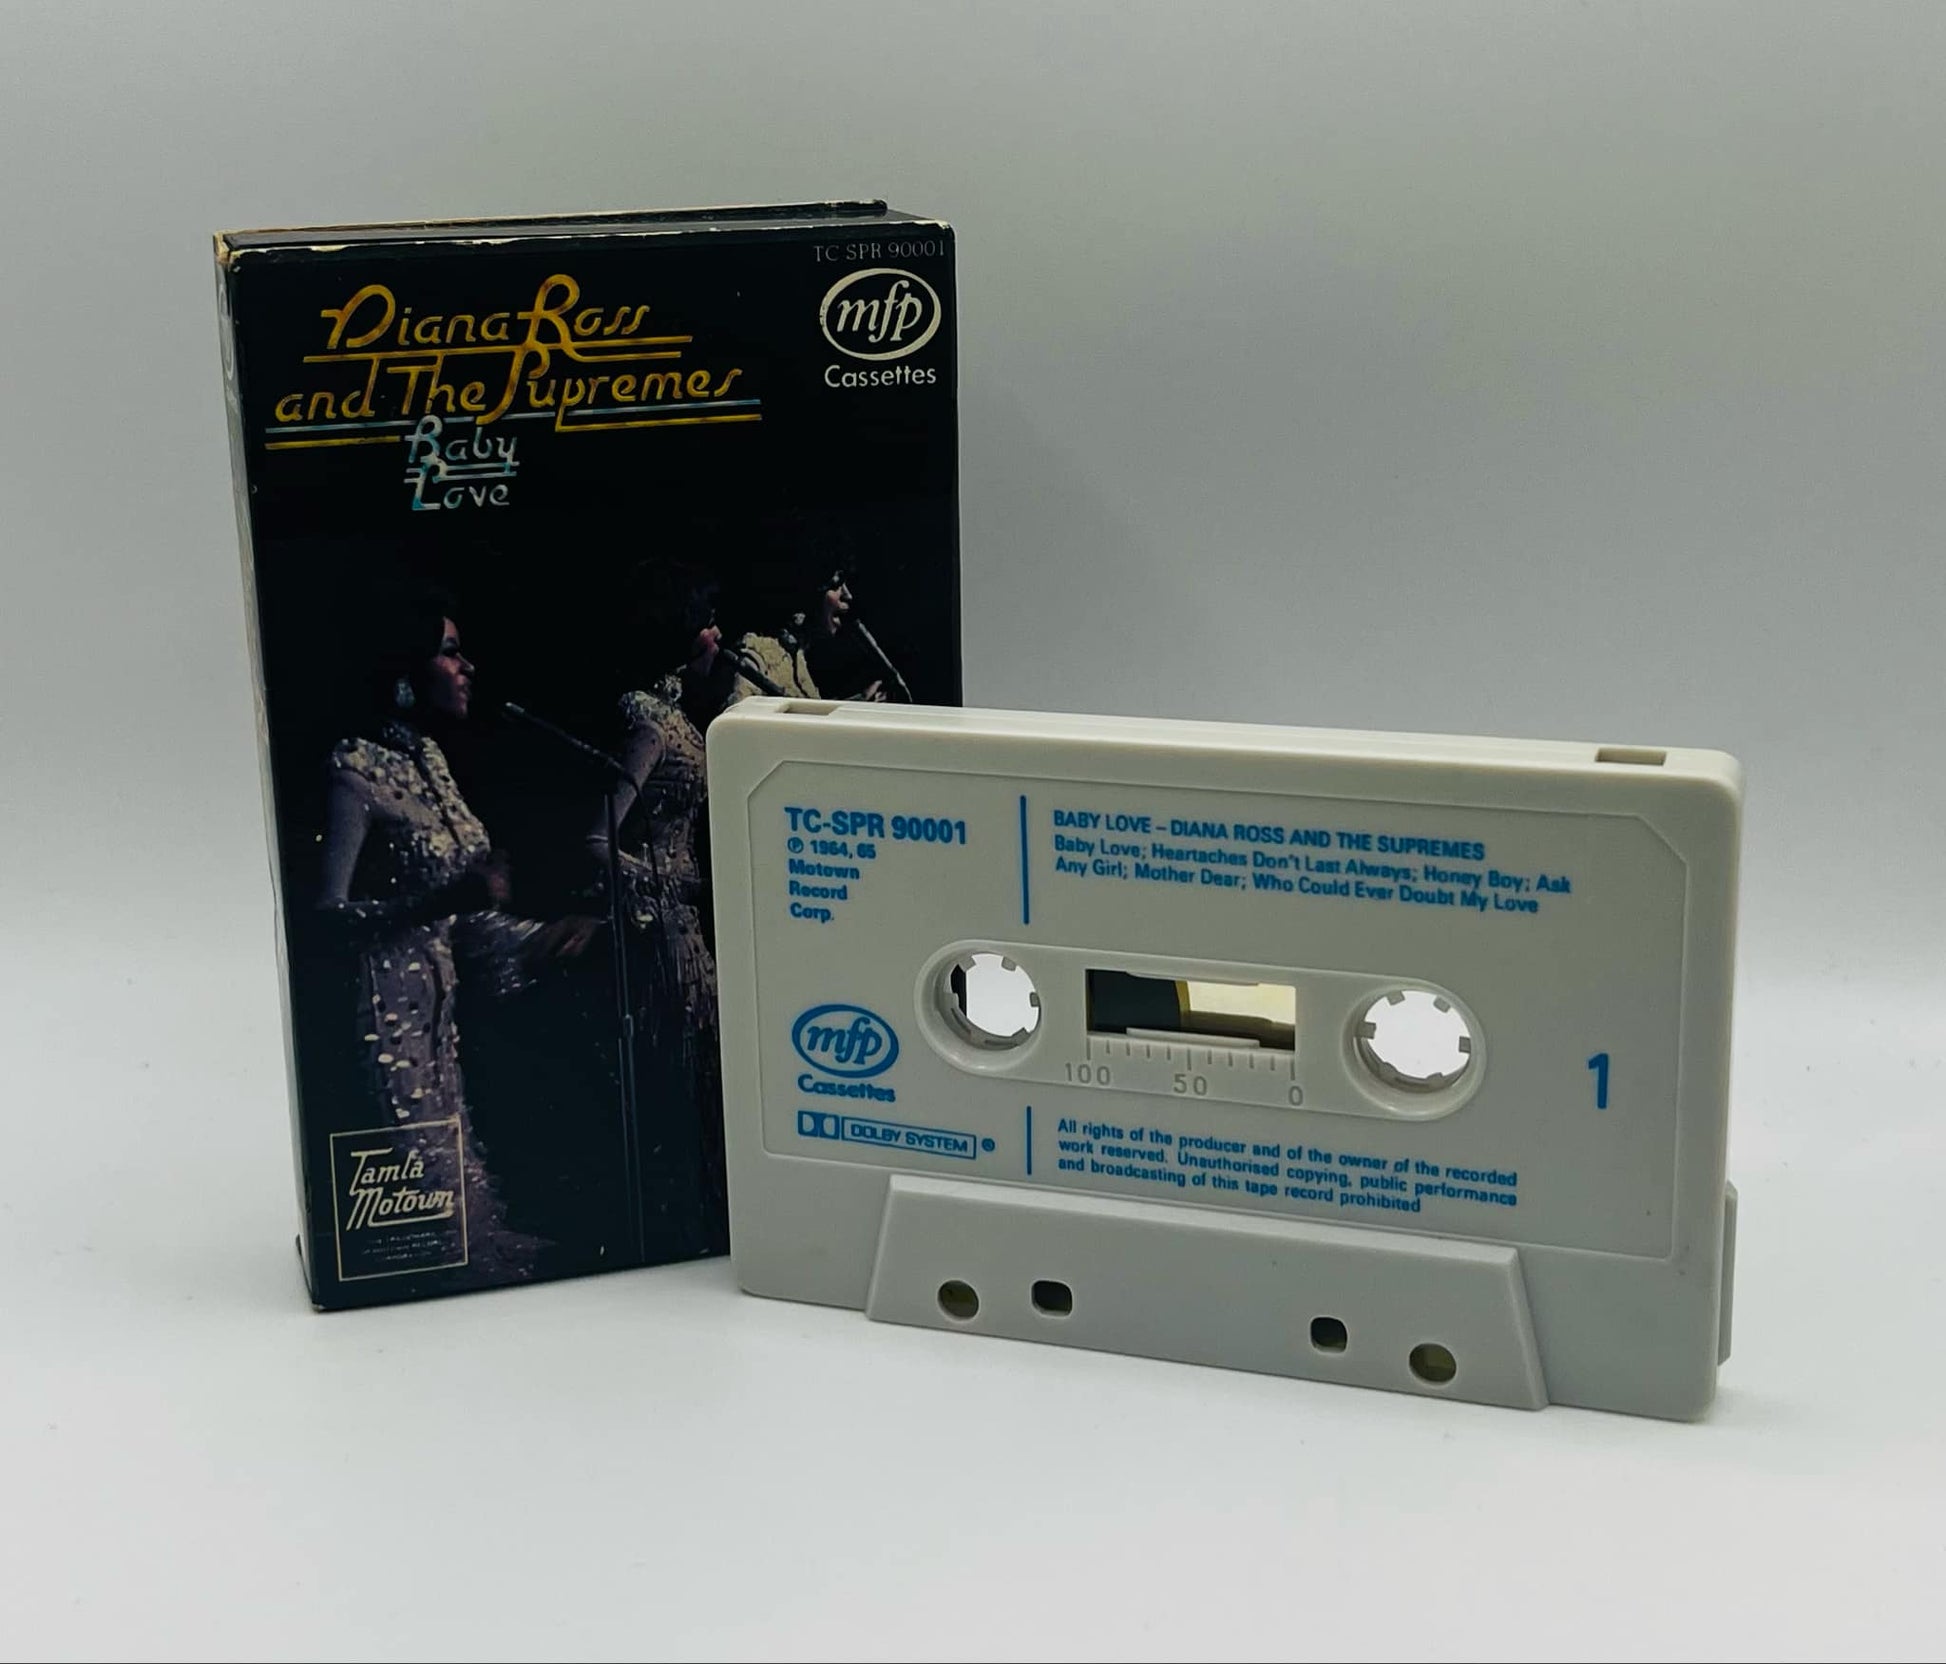 TC SPR 90001
mfp
Cassettes
Diana Ross
and The Supremes
Baby
Love
Tamla
Motown
TC-SPR 90001
℗ 1964, 65
Motown
Record
Corp.
BABY LOVE – DIANA ROSS AND THE SUPREMES
Baby Love; Heartaches Don't Last Always; Honey Boy; Ask
Any Girl; Mother Dear; Who Could Ever Doubt My Love
mfp
Cassettes
DOLBY SYSTEM ®
100 50 0
1
All rights of the producer and of the owner of the recorded
work reserved. Unauthorised copying, public performance
and broadcasting of this tape record prohibited